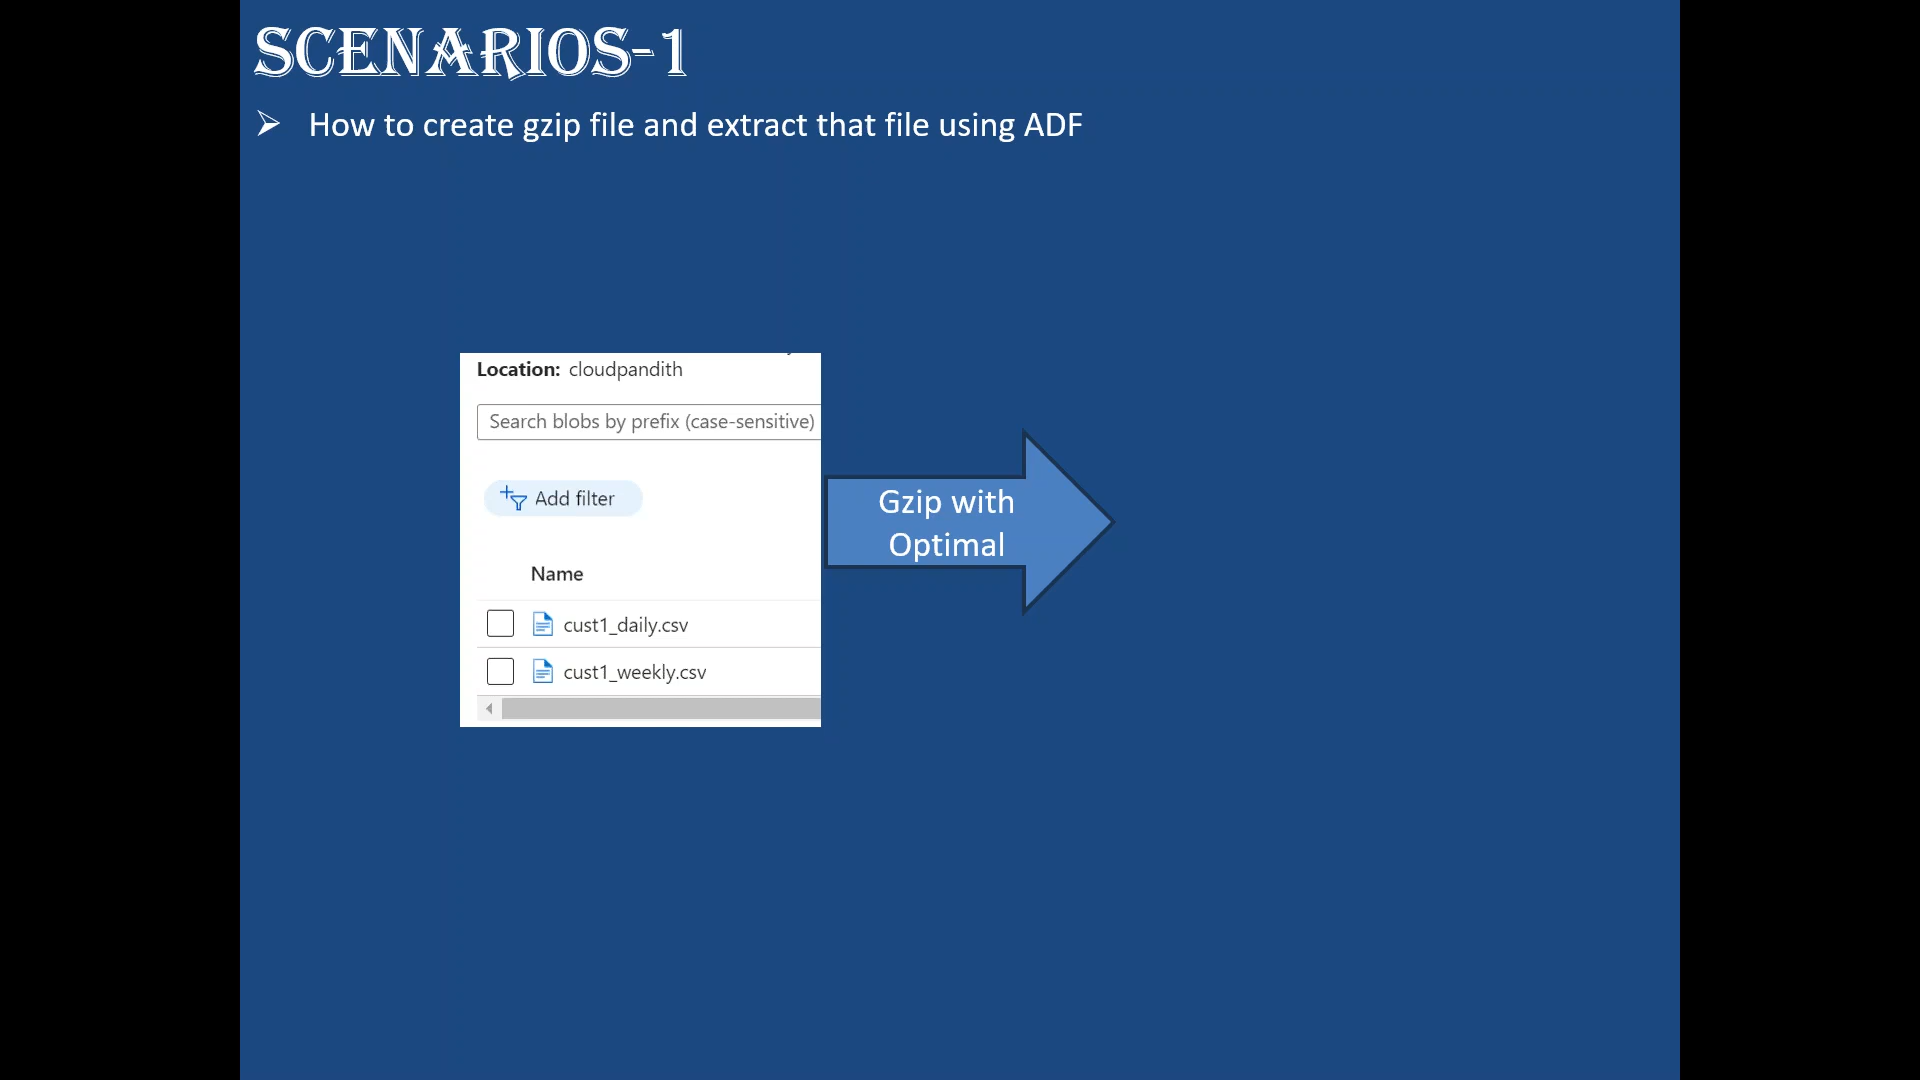 SCENARIOS-1
How to create gzip file and extract that file using ADF
Location: cloudpandith
Search blobs by prefix (case-sensitive)
Add filter
Name
cust1_daily.csv
cust1_weekly.csv
Gzip with
Optimal